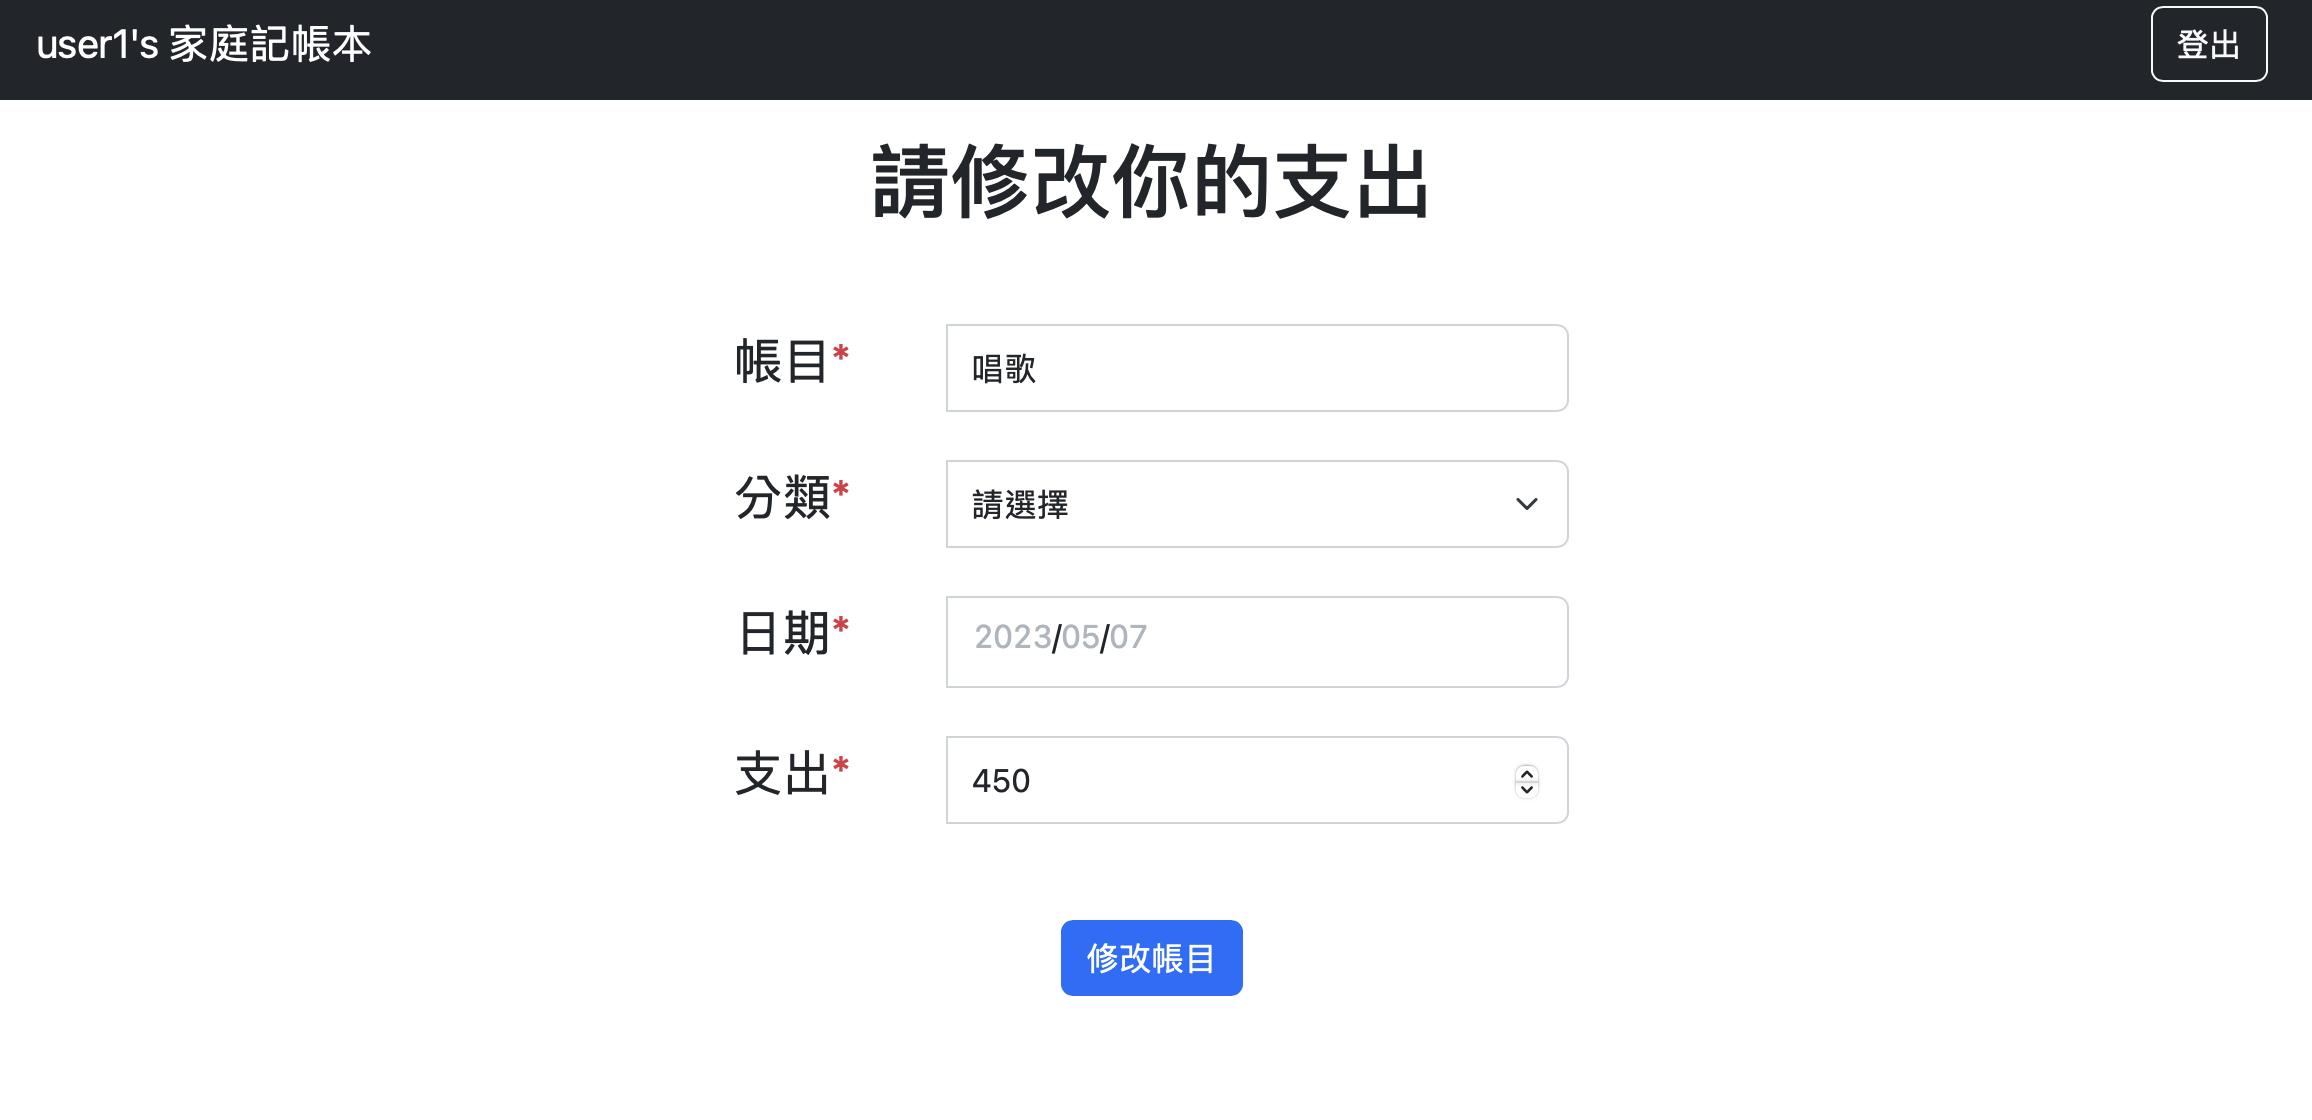 user1's 家庭記帳本
登出
請修改你的支出
帳目*
唱歌
分類*
請選擇
日期*
2023/05/07
支出*
450
修改帳目